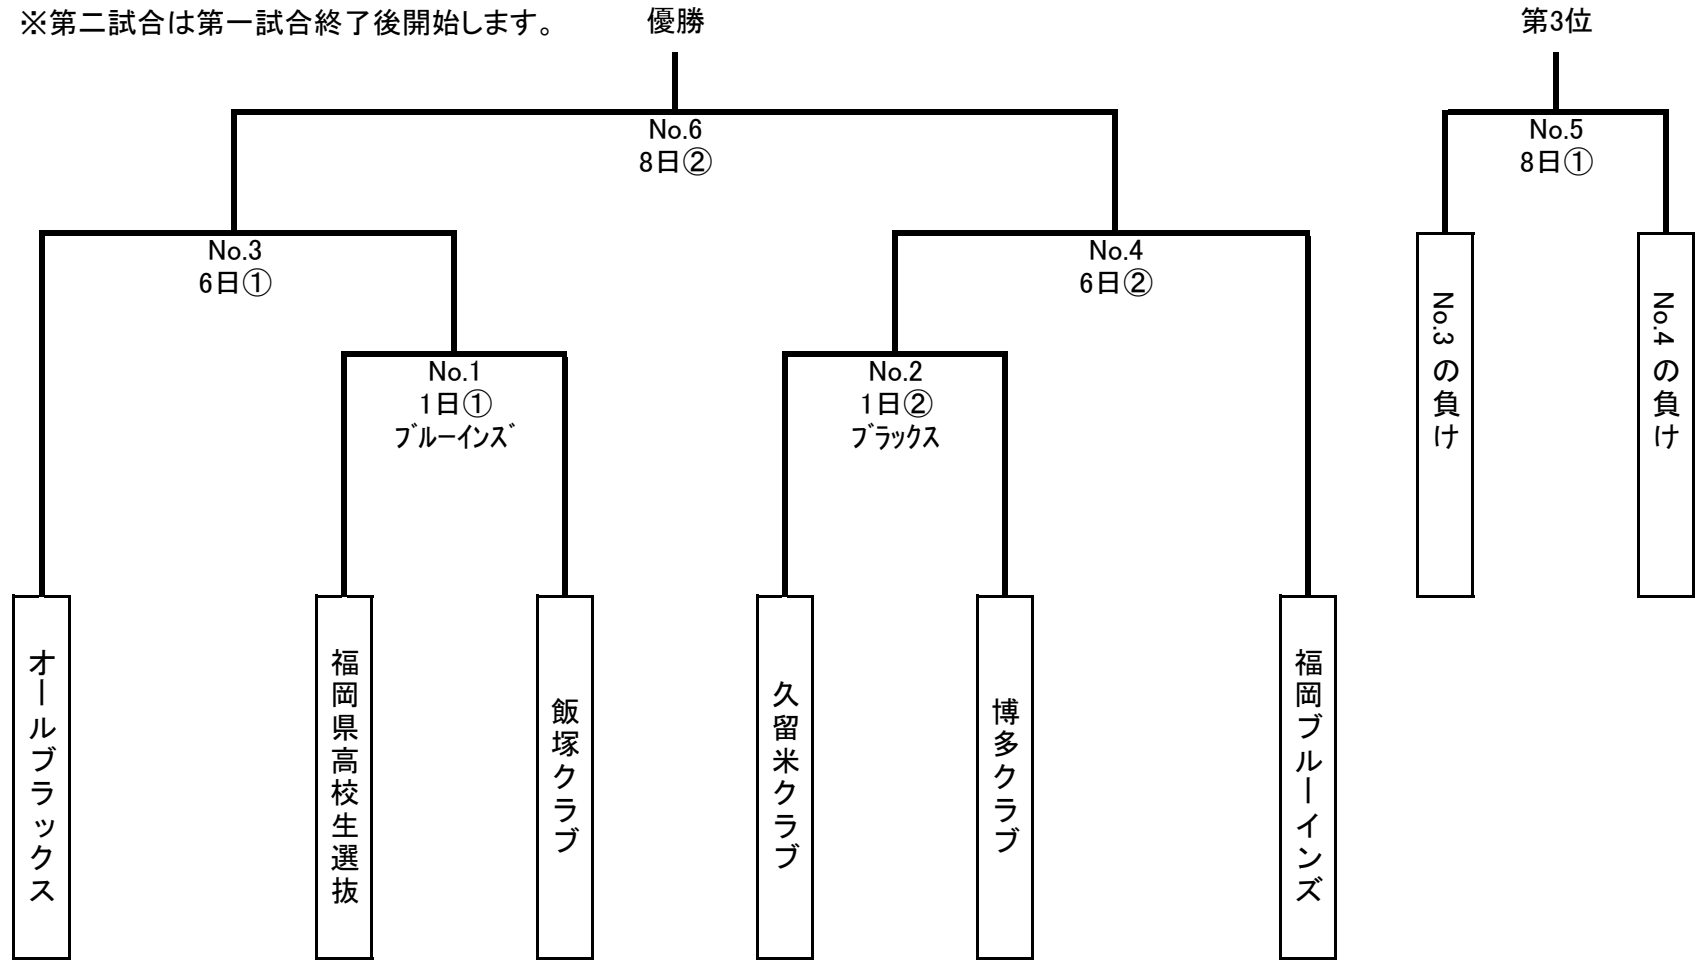 ※第二試合は第一試合終了後開始します。
優勝
第3位
No.6
8日②
No.5
8日①
No.3
6日①
No.4
6日②
No.3 の負け
No.4 の負け
No.1
1日①
ﾌﾞﾙｰｲﾝｽﾞ
No.2
1日②
ﾌﾞﾗｯｸｽ
オールブラックス
福岡県高校生選抜
飯塚クラブ
久留米クラブ
博多クラブ
福岡ブルーインズ